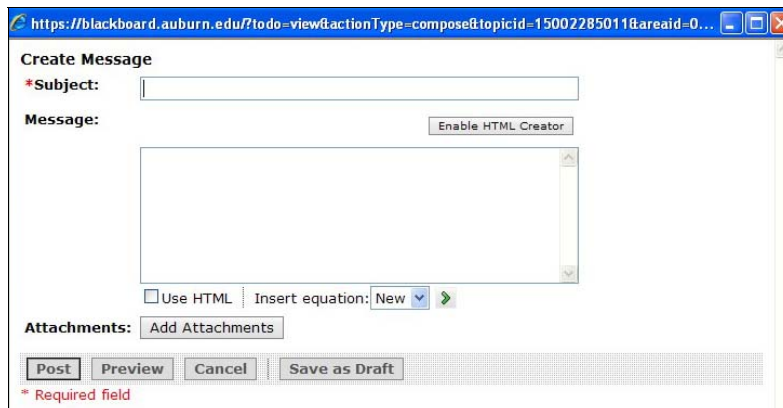 https://blackboard.auburn.edu/?todo=view&actionType=compose&topicid=15002285011&areaid=0...
Create Message
*Subject:
Message: Enable HTML Creator
Use HTML Insert equation: New
Attachments: Add Attachments
Post Preview Cancel Save as Draft
* Required field